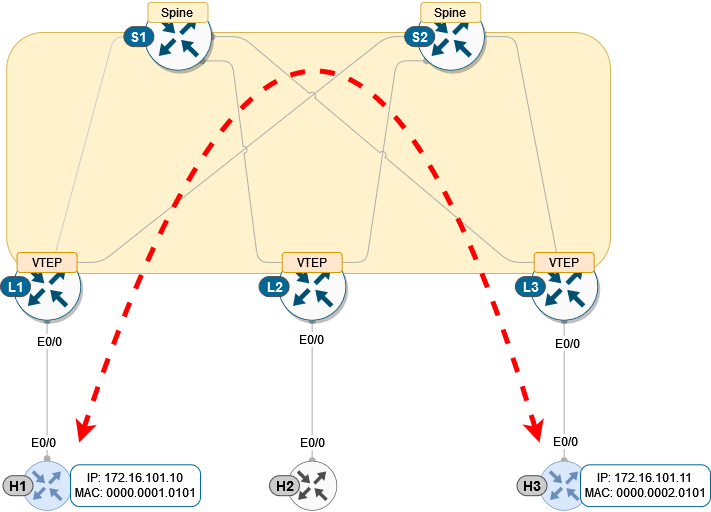 Spine
Spine
S1
S2
VTEP
VTEP
VTEP
L1
L2
L3
E0/0
E0/0
E0/0
E0/0
E0/0
E0/0
H1
IP: 172.16.101.10
MAC: 0000.0001.0101
H2
H3
IP: 172.16.101.11
MAC: 0000.0002.0101